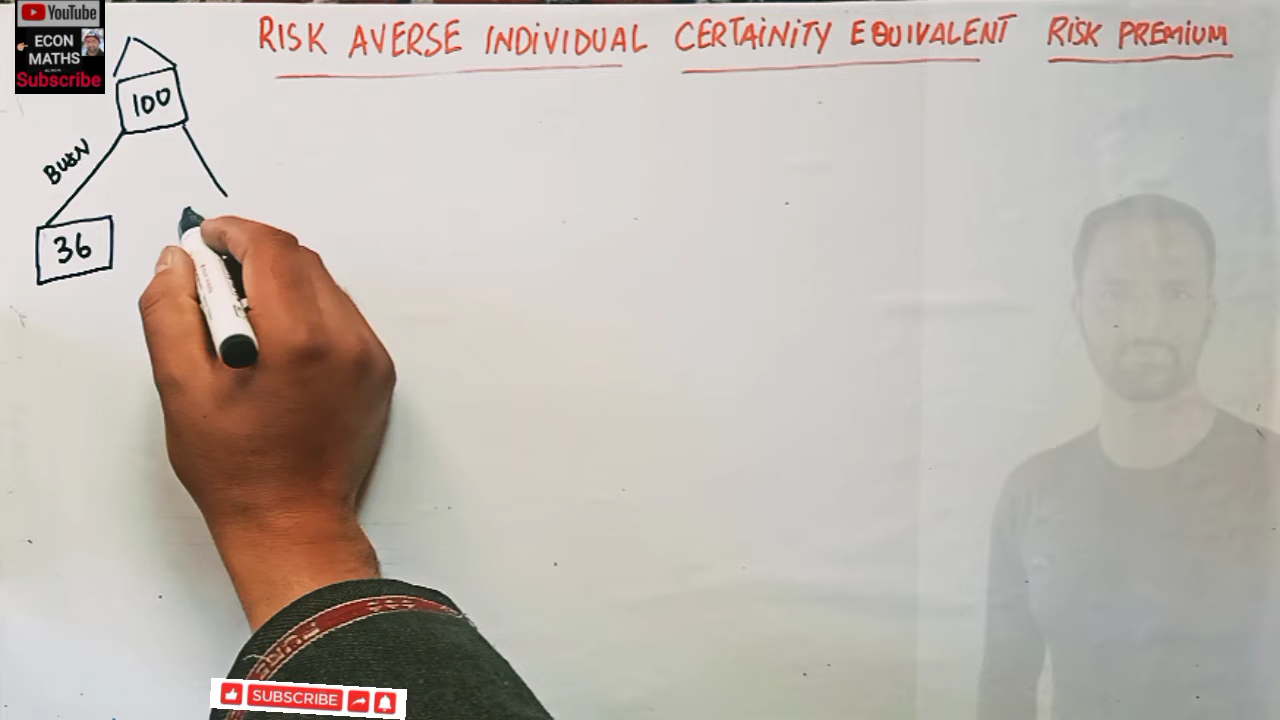 YouTube
ECON
MATHS
Subscribe
RISK AVERSE INDIVIDUAL CERTAINITY EQUIVALENT RISK PREMIUM
100
BURN
36
SUBSCRIBE